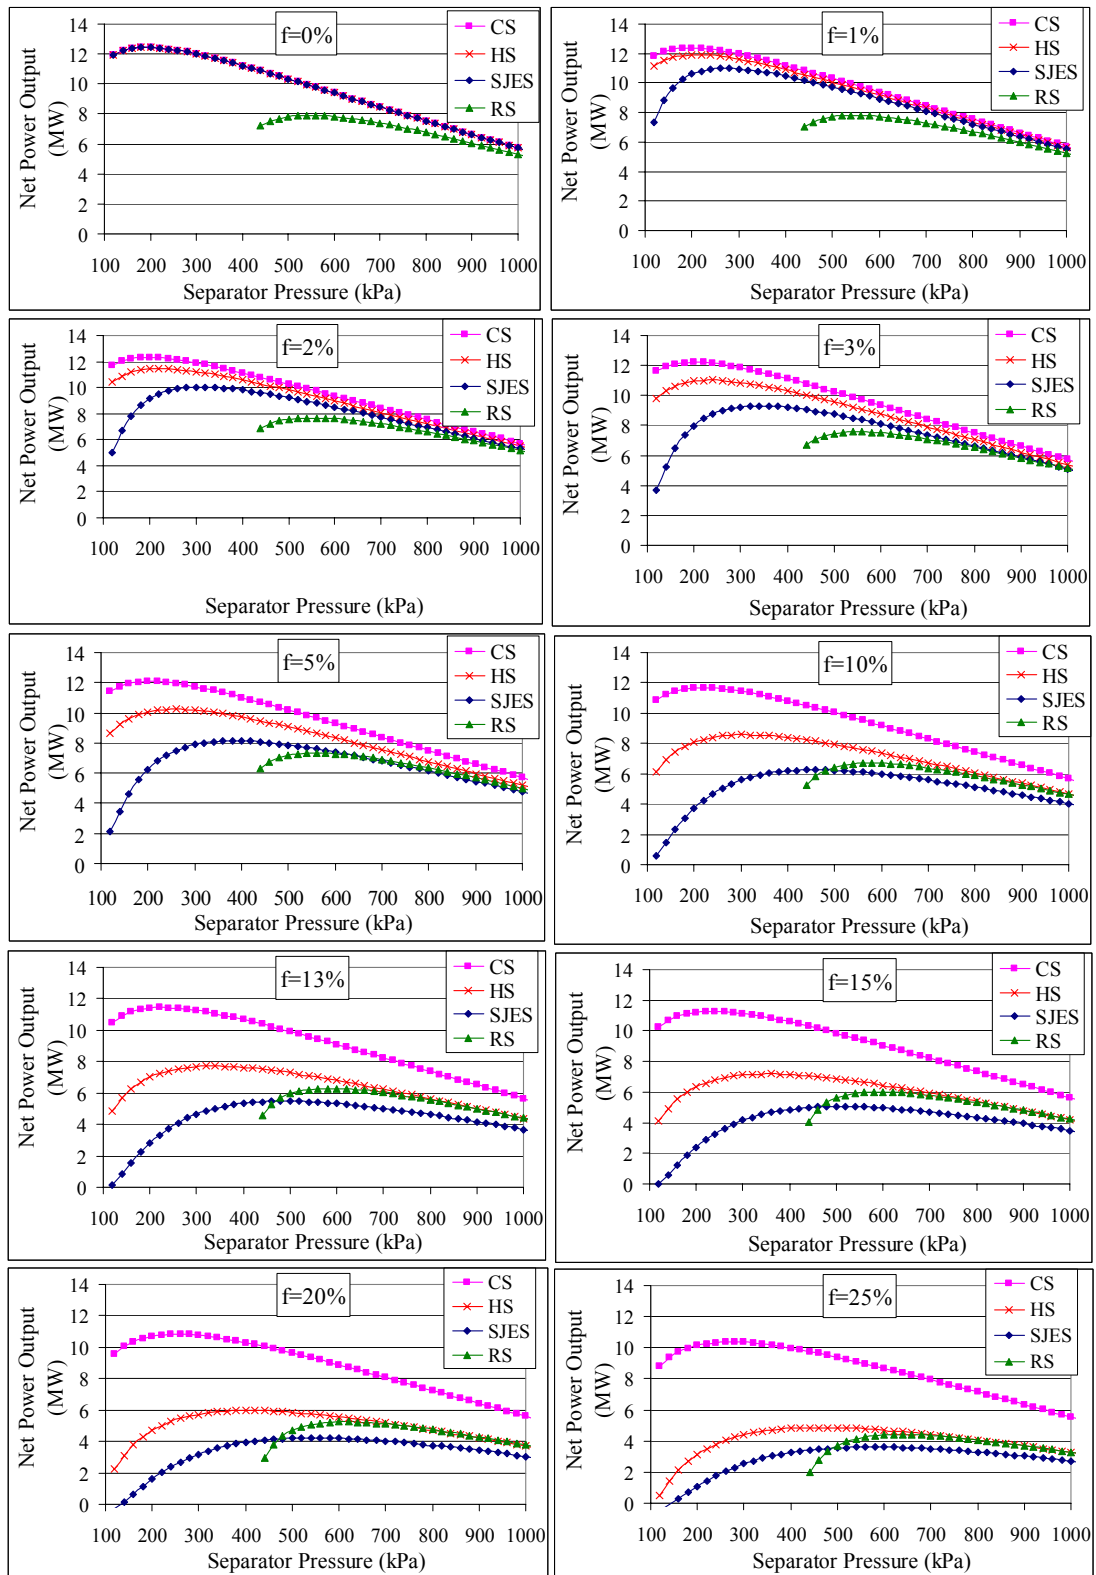 f=0%
CS
HS
SJES
RS
Net Power Output
(MW)
14
12
10
8
6
4
2
0
100 200 300 400 500 600 700 800 900 1000
Separator Pressure (kPa)
f=1%
CS
HS
SJES
RS
Net Power Output
(MW)
14
12
10
8
6
4
2
0
100 200 300 400 500 600 700 800 900 1000
Separator Pressure (kPa)
f=2%
CS
HS
SJES
RS
Net Power Output
(MW)
14
12
10
8
6
4
2
0
100 200 300 400 500 600 700 800 900 1000
Separator Pressure (kPa)
f=3%
CS
HS
SJES
RS
Net Power Output
(MW)
14
12
10
8
6
4
2
0
100 200 300 400 500 600 700 800 900 1000
Separator Pressure (kPa)
f=5%
CS
HS
SJES
RS
Net Power Output
(MW)
14
12
10
8
6
4
2
0
100 200 300 400 500 600 700 800 900 1000
Separator Pressure (kPa)
f=10%
CS
HS
SJES
RS
Net Power Output
(MW)
14
12
10
8
6
4
2
0
100 200 300 400 500 600 700 800 900 1000
Separator Pressure (kPa)
f=13%
CS
HS
SJES
RS
Net Power Output
(MW)
14
12
10
8
6
4
2
0
100 200 300 400 500 600 700 800 900 1000
Separator Pressure (kPa)
f=15%
CS
HS
SJES
RS
Net Power Output
(MW)
14
12
10
8
6
4
2
0
100 200 300 400 500 600 700 800 900 1000
Separator Pressure (kPa)
f=20%
CS
HS
SJES
RS
Net Power Output
(MW)
14
12
10
8
6
4
2
0
100 200 300 400 500 600 700 800 900 1000
Separator Pressure (kPa)
f=25%
CS
HS
SJES
RS
Net Power Output
(MW)
14
12
10
8
6
4
2
0
100 200 300 400 500 600 700 800 900 1000
Separator Pressure (kPa)